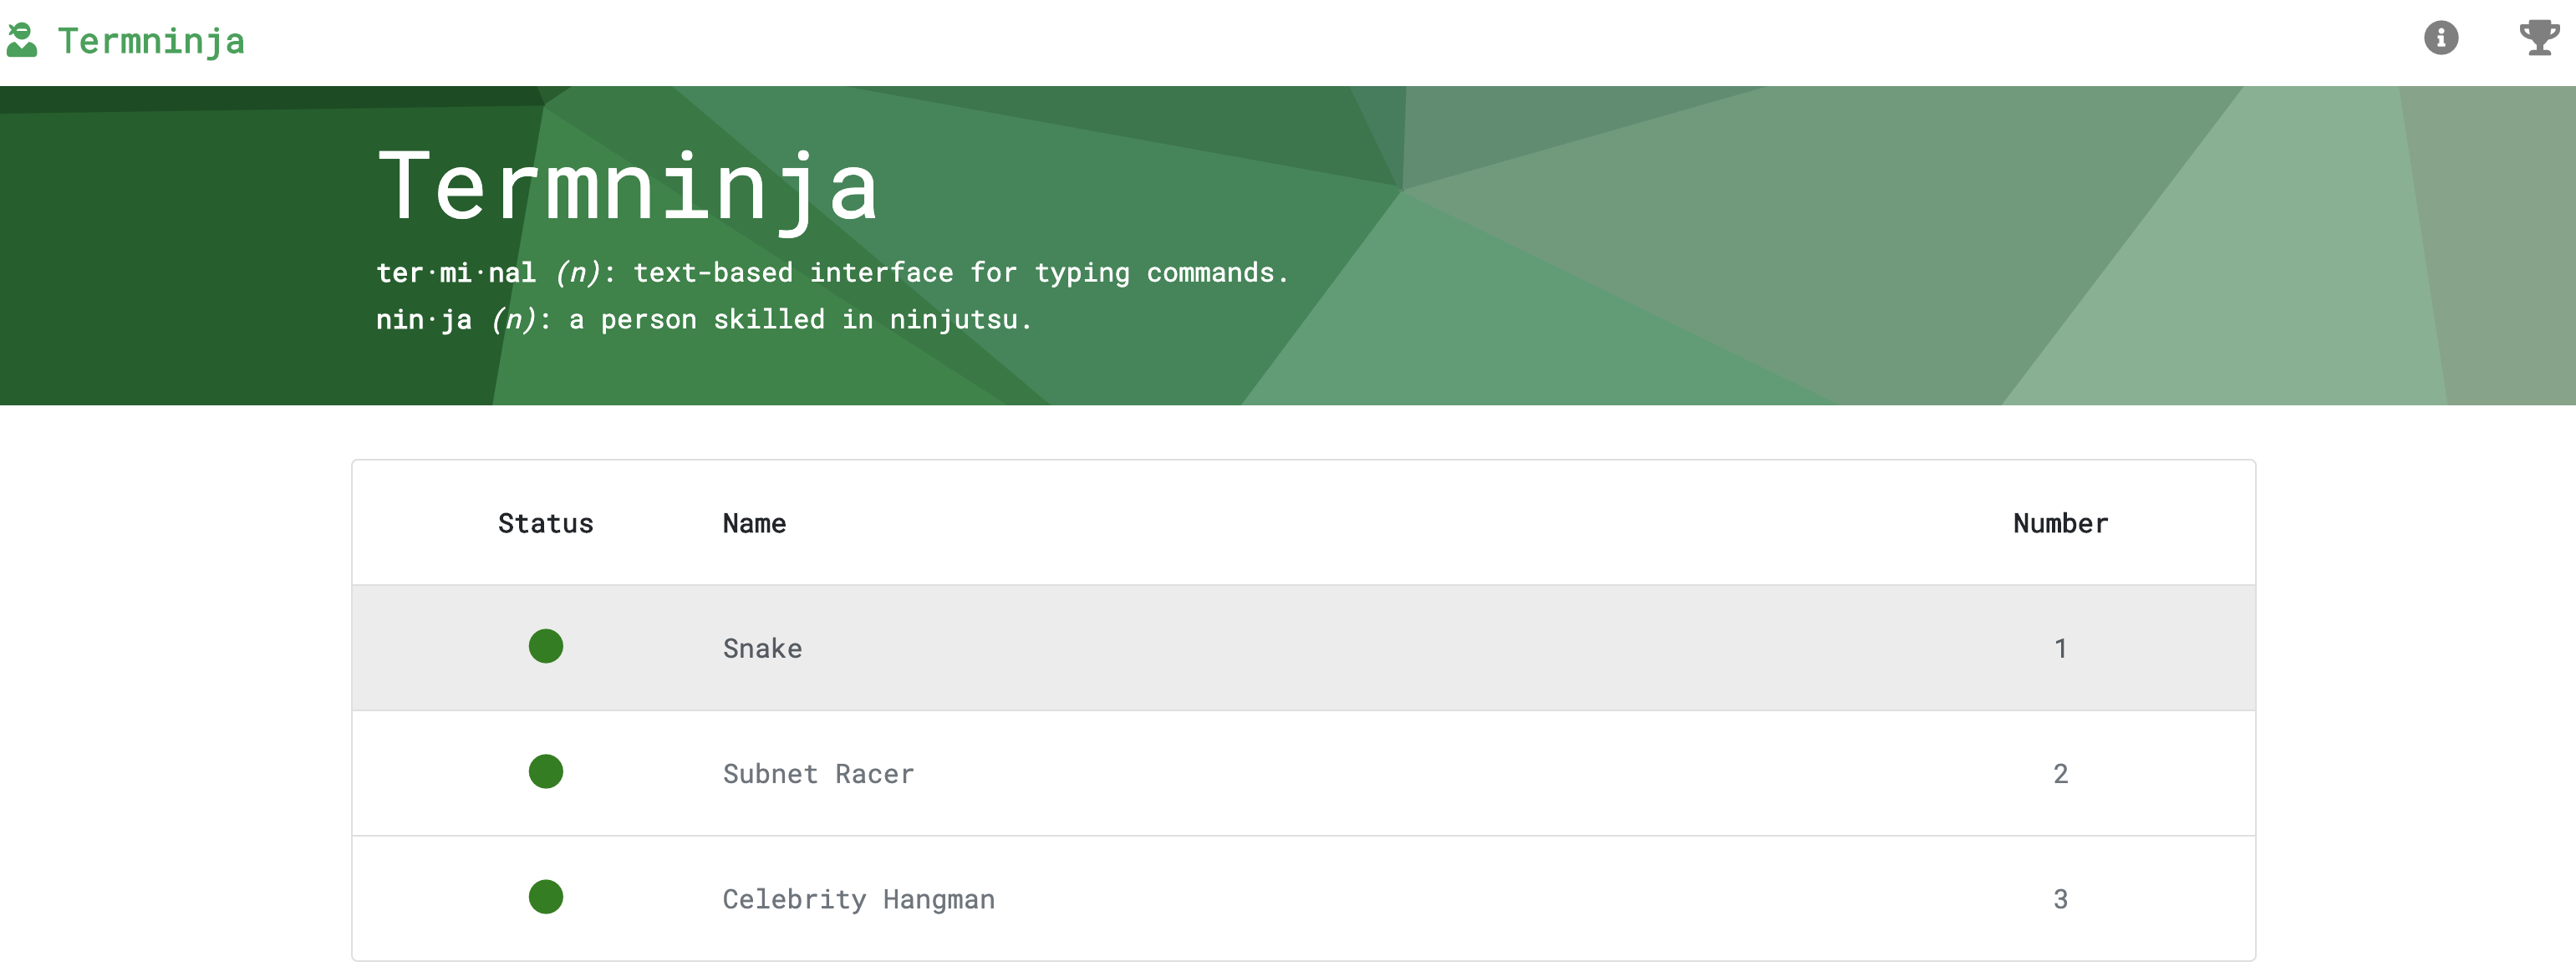 Termninja
Termninja
ter·mi·nal (n): text-based interface for typing commands.
nin·ja (n): a person skilled in ninjutsu.
Status Name Number
Snake 1
Subnet Racer 2
Celebrity Hangman 3